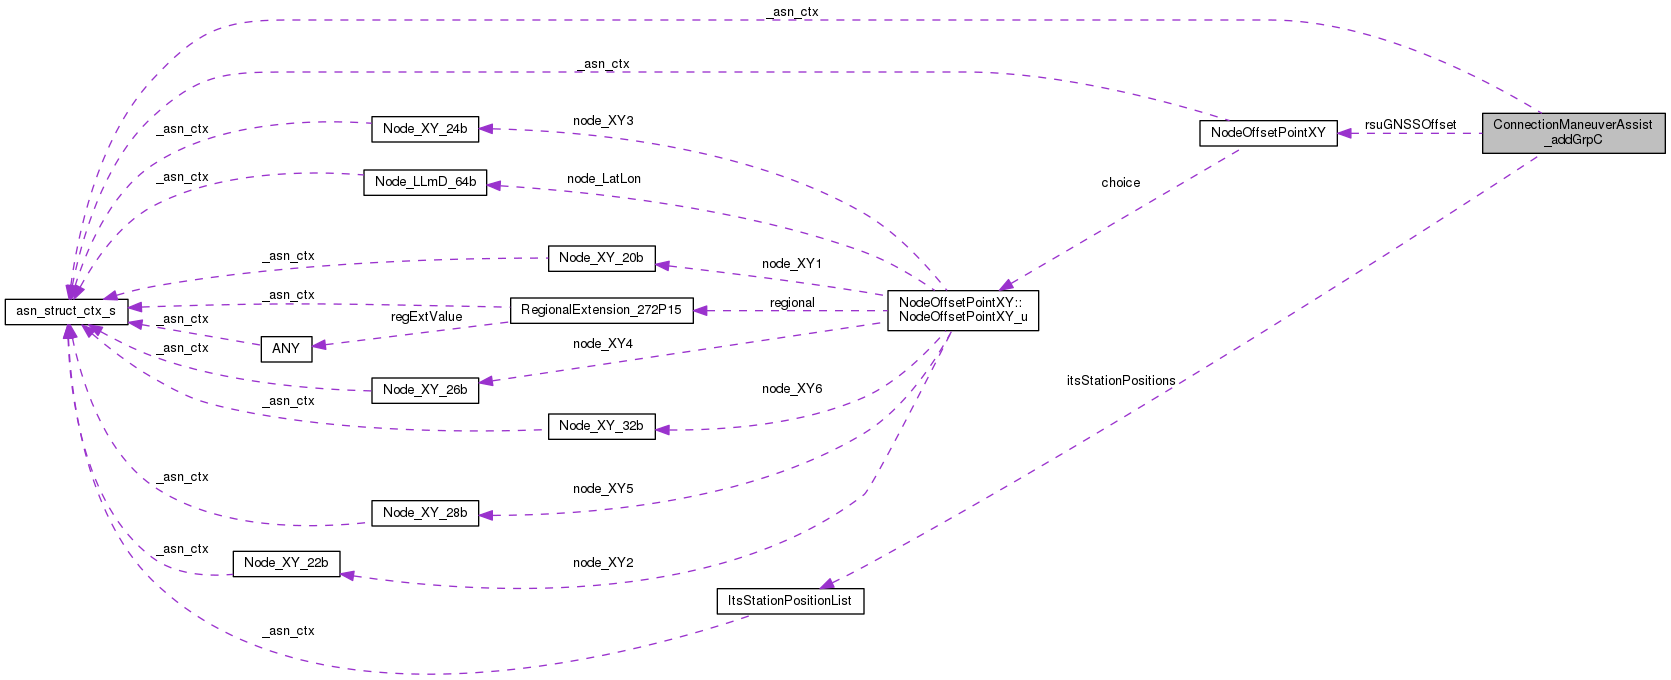 _asn_ctx
_asn_ctx
node_XY3
_asn_ctx
Node_XY_24b
NodeOffsetPointXY
rsuGNSSOffset
ConnectionManeuverAssist
_addGrpC
_asn_ctx
Node_LLmD_64b
node_LatLon
choice
_asn_ctx
Node_XY_20b
node_XY1
_asn_ctx
asn_struct_ctx_s
RegionalExtension_272P15
regional
NodeOffsetPointXY::
NodeOffsetPointXY_u
_asn_ctx
regExtValue
ANY
_asn_ctx
node_XY4
Node_XY_26b
itsStationPositions
_asn_ctx
node_XY6
Node_XY_32b
_asn_ctx
node_XY5
Node_XY_28b
_asn_ctx
Node_XY_22b
node_XY2
ItsStationPositionList
_asn_ctx